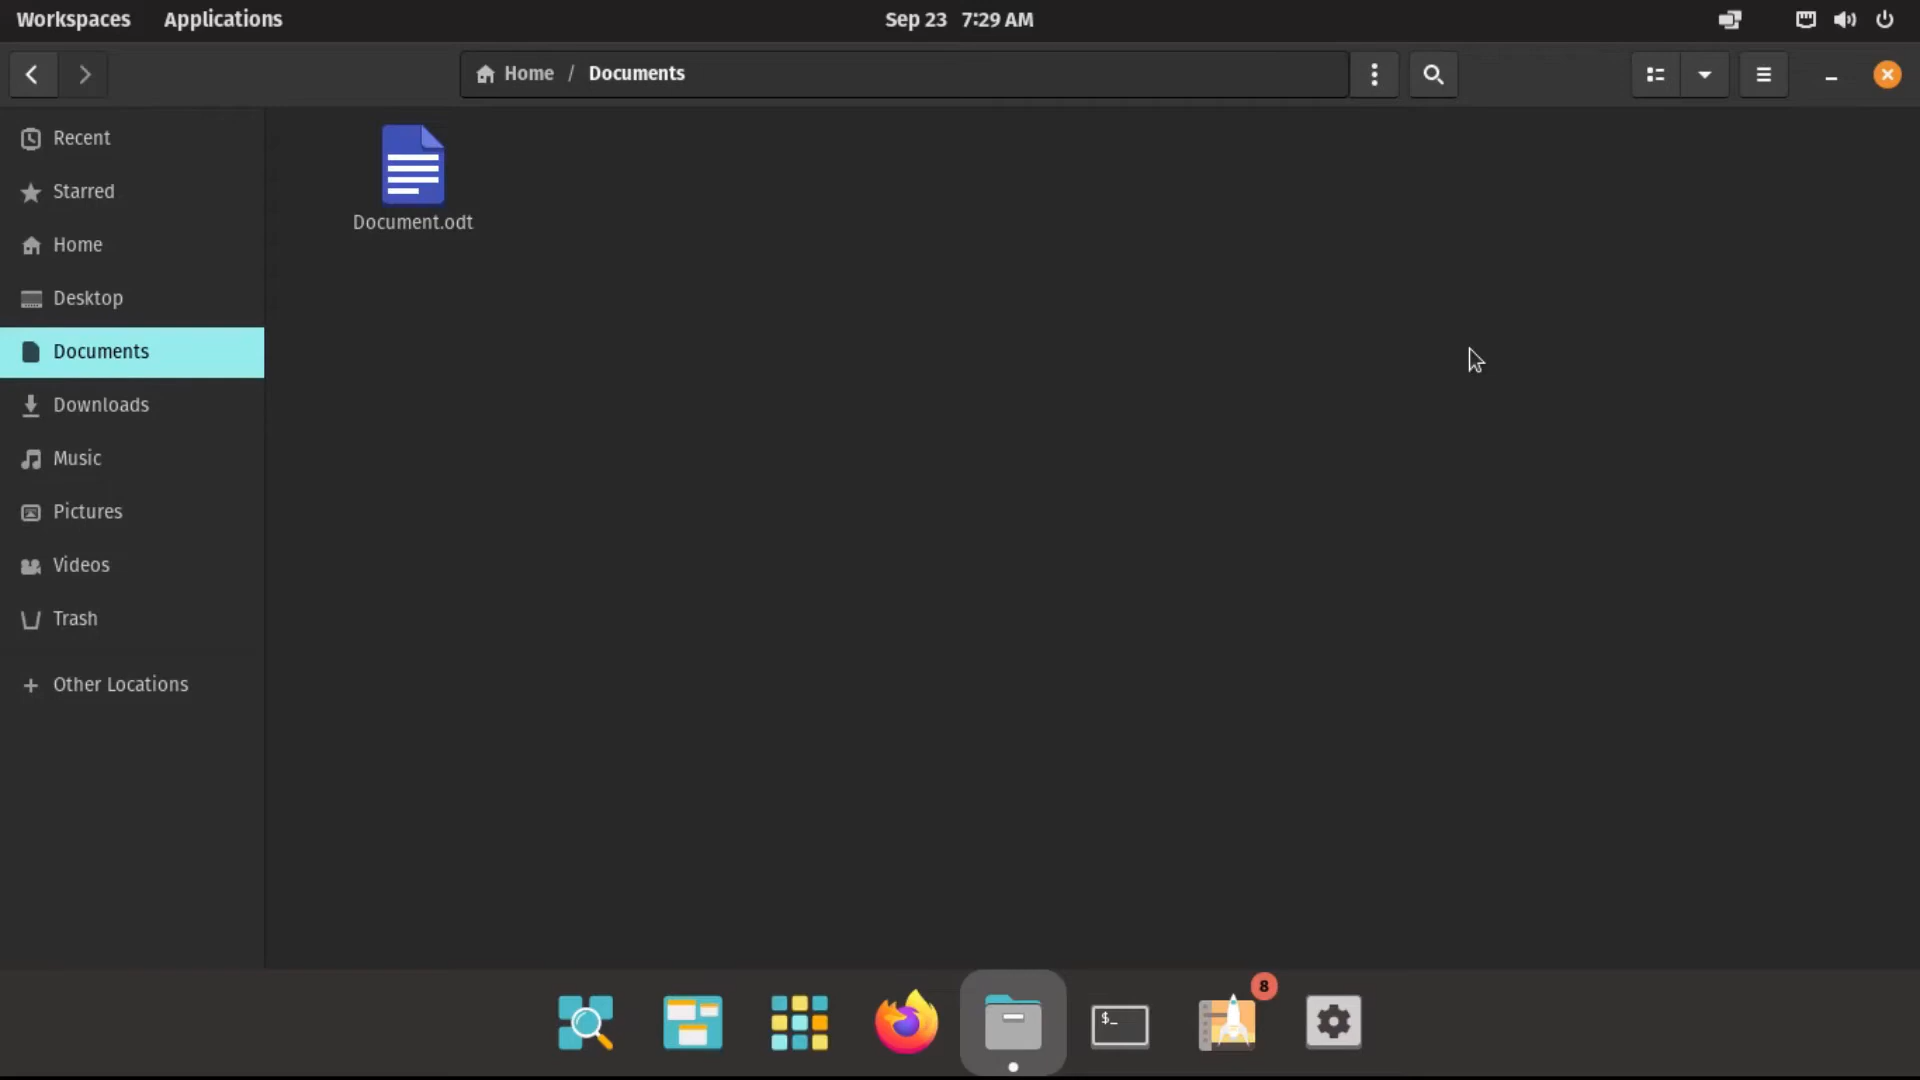 Workspaces Applications Sep 23 7:29 AM
Home / Documents
Recent
Starred
Home
Desktop
Documents
Downloads
Music
Pictures
Videos
Trash
+ Other Locations
Document.odt
$_
8